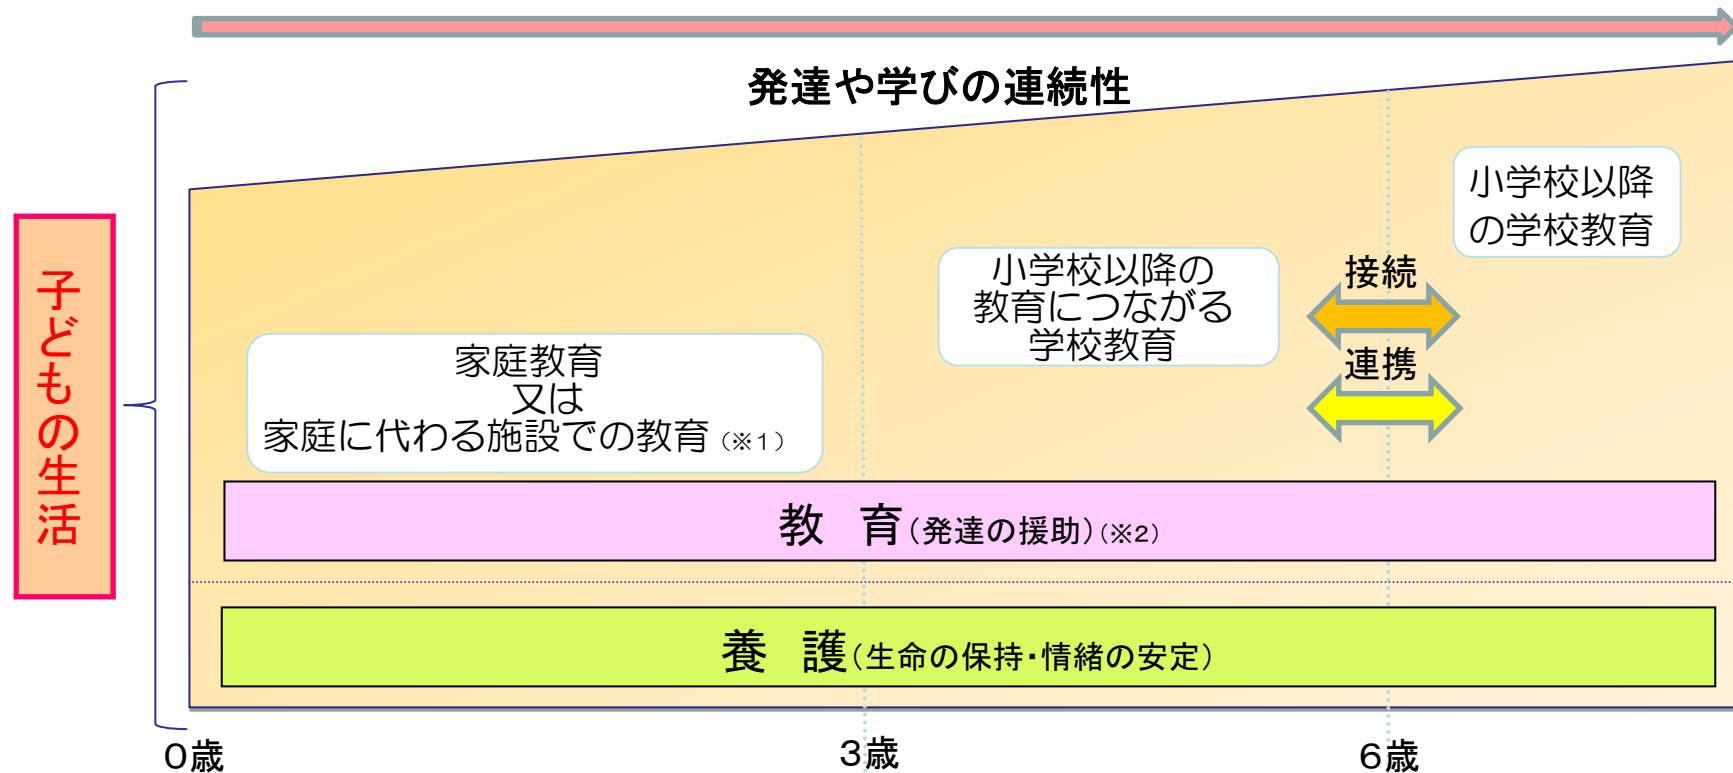 発達や学びの連続性
小学校以降
の学校教育
小学校以降の
教育につながる
学校教育
接続
連携
家庭教育
又は
家庭に代わる施設での教育（※１）
子どもの生活
教　育（発達の援助）（※２）
養　護（生命の保持・情緒の安定）
０歳
３歳
６歳